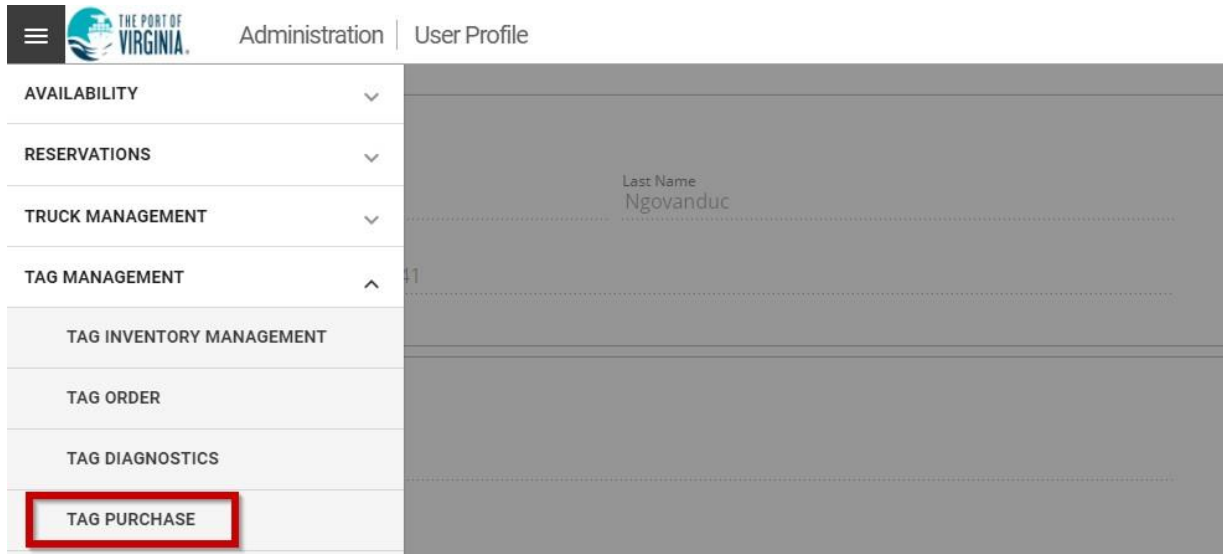 THE PORT OF
VIRGINIA.
Administration | User Profile
AVAILABILITY
RESERVATIONS
TRUCK MANAGEMENT
TAG MANAGEMENT
TAG INVENTORY MANAGEMENT
TAG ORDER
TAG DIAGNOSTICS
TAG PURCHASE
Last Name
Ngovanduc
41